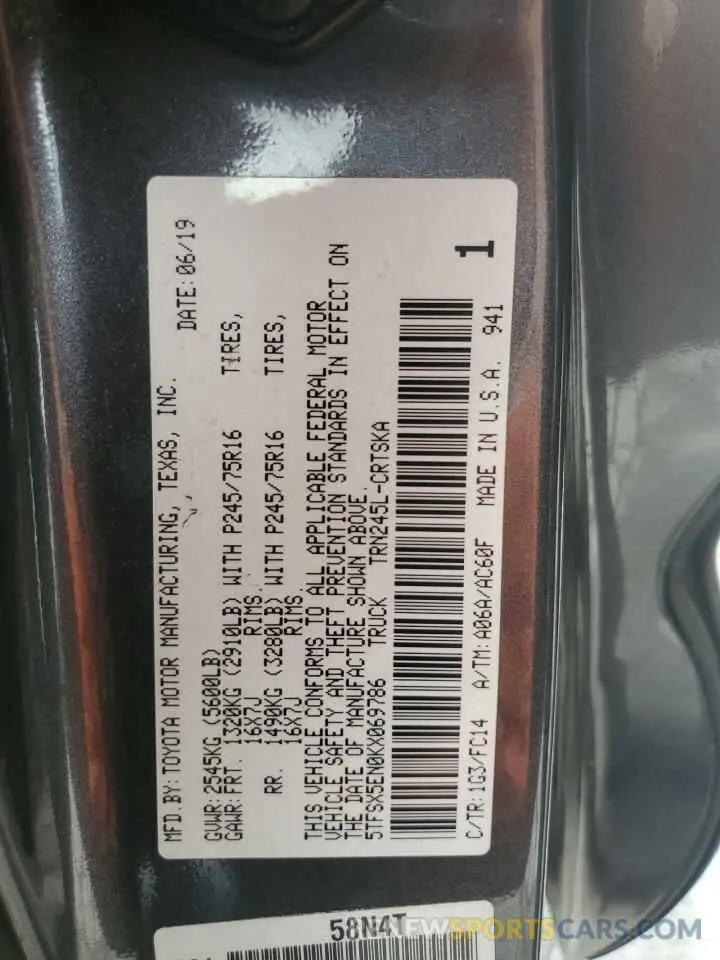 MFD.BY:TOYOTA MOTOR MANUFACTURING, TEXAS, INC. DATE:06/19
GVWR:2545KG (5600LB)
GAWR:FRT. 1320KG (2910LB) WITH P245/75R16 TIRES,
16X7J RIMS.
RR. 1490KG (3280LB) WITH P245/75R16 TIRES,
16X7J RIMS.
THIS VEHICLE CONFORMS TO ALL APPLICABLE FEDERAL MOTOR
VEHICLE SAFETY AND THEFT PREVENTION STANDARDS IN EFFECT ON
THE DATE OF MANUFACTURE SHOWN ABOVE.
5TFSX5EN0KX069786 TRUCK TRN245L-CRTSKA
1
C/TR:1G3/FC14 A/TM:A06A/AC60F MADE IN U.S.A. 941
58N4T
VIEWSPORTSCARS.COM